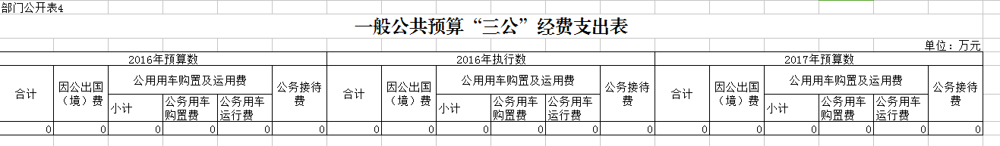 部门公开表4
一般公共预算“三公”经费支出表
单位：万元
2016年预算数 2016年执行数 2017年预算数
合计 因公出国（境）费 公用用车购置及运用费 公务接待费 合计 因公出国（境）费 公用用车购置及运用费 公务接待费 合计 因公出国（境）费 公用用车购置及运用费 公务接待费
小计 公务用车购置费 公务用车运行费 小计 公务用车购置费 公务用车运行费 小计 公务用车购置费 公务用车运行费
0 0 0 0 0 0 0 0 0 0 0 0 0 0 0 0 0 0